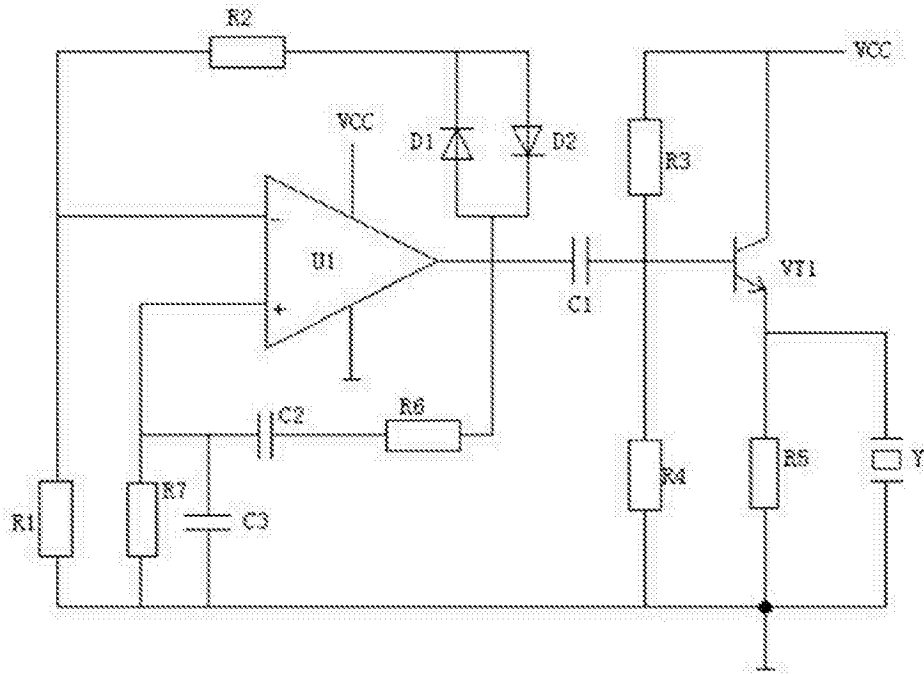 R2
VCC
VCC
D1
D2
R3
-
U1
VT1
+
C1
C2
R6
R7
R4
R5
Y
R1
C3